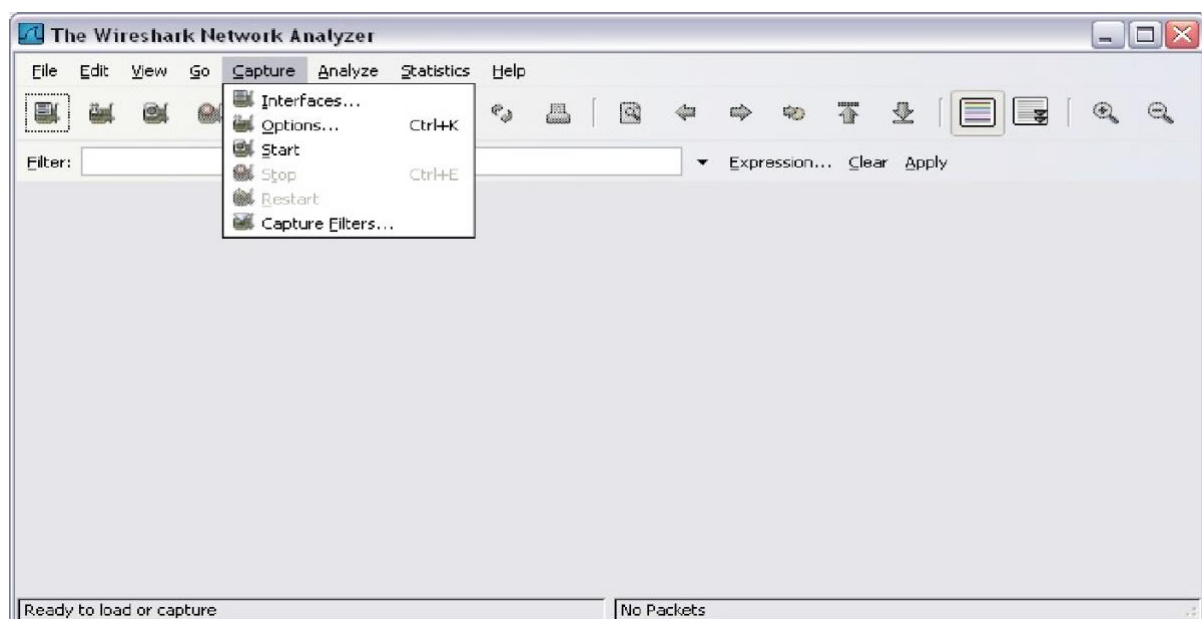 The Wireshark Network Analyzer
File Edit View Go Capture Analyze Statistics Help
Interfaces...
Options... Ctrl+K
Start
Stop Ctrl+E
Restart
Capture Filters...
Filter: Expression... Clear Apply
Ready to load or capture No Packets